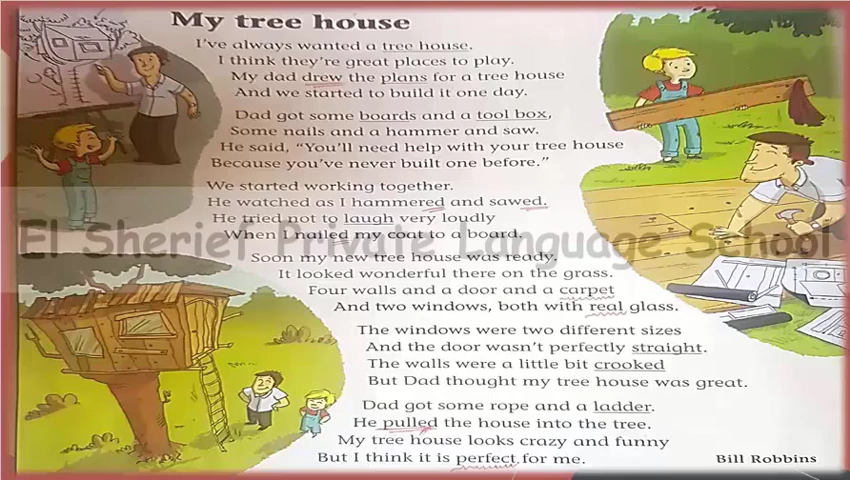 My tree house
I've always wanted a tree house.
I think they're great places to play.
My dad drew the plans for a tree house
And we started to build it one day.
Dad got some boards and a tool box,
Some nails and a hammer and saw.
He said, "You'll need help with your tree house
Because you've never built one before."
We started working together.
He watched as I hammered and sawed.
He tried not to laugh very loudly
When I nailed my coat to a board.
Soon my new tree house was ready.
It looked wonderful there on the grass.
Four walls and a door and a carpet
And two windows, both with real glass.
The windows were two different sizes
And the door wasn't perfectly straight.
The walls were a little bit crooked
But Dad thought my tree house was great.
Dad got some rope and a ladder.
He pulled the house into the tree.
My tree house looks crazy and funny
But I think it is perfect for me.
Bill Robbins
El Sherief Private Language School